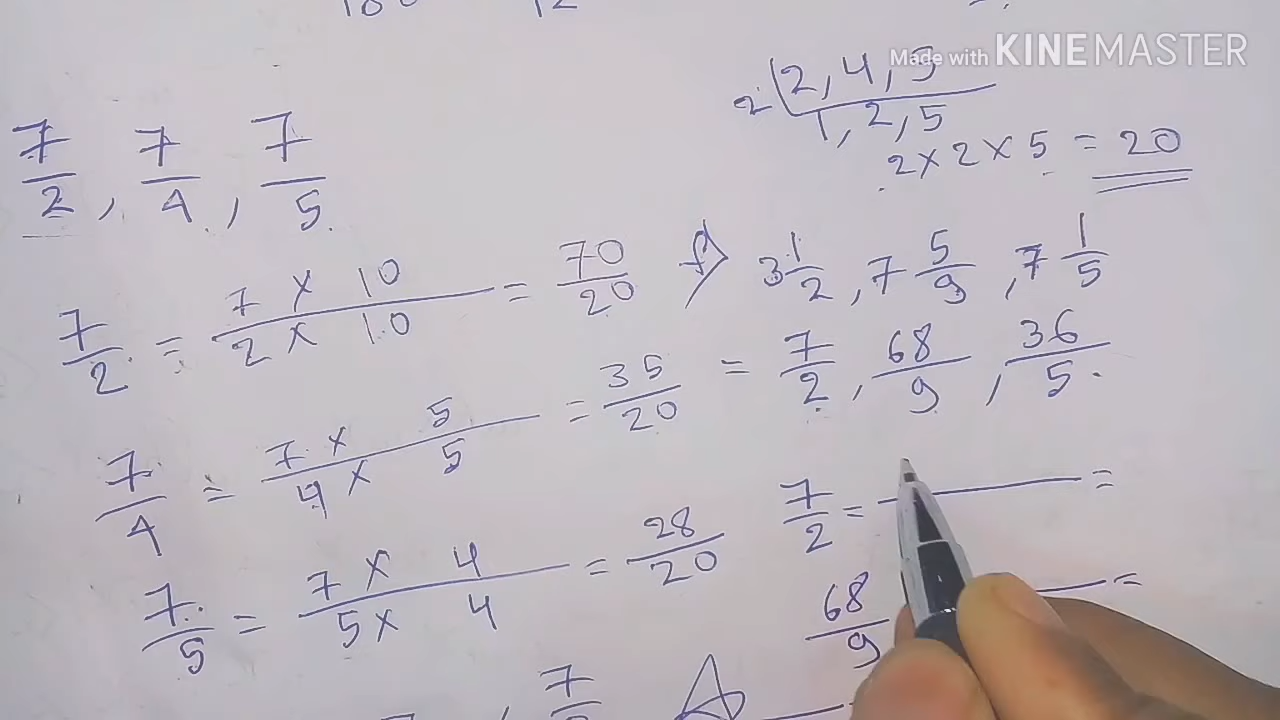 Made with KINEMASTER
2 | 2, 4, 5
1, 2, 5
2 × 2 × 5 = 20
7/2, 7/4, 7/5
7/2 = 7 × 10 / 2 × 10 = 70/20
7/4 = 7 × 5 / 4 × 5 = 35/20
7/5 = 7 × 4 / 5 × 4 = 28/20
f) 3 1/2, 7 5/9, 7 1/5
= 7/2, 68/9, 36/5
7/2 = =
68/9 =